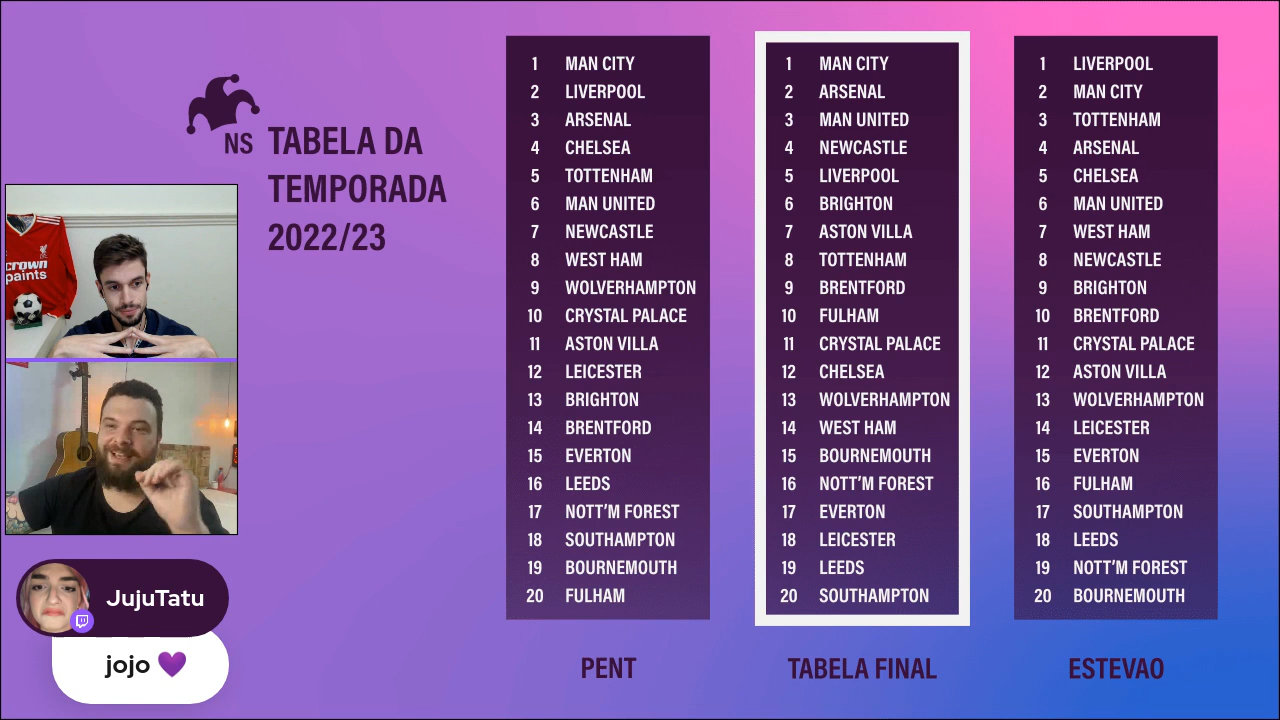 NS
TABELA DA
TEMPORADA
2022/23
crown
paints
JujuTatu
jojo 💜
1 MAN CITY
2 LIVERPOOL
3 ARSENAL
4 CHELSEA
5 TOTTENHAM
6 MAN UNITED
7 NEWCASTLE
8 WEST HAM
9 WOLVERHAMPTON
10 CRYSTAL PALACE
11 ASTON VILLA
12 LEICESTER
13 BRIGHTON
14 BRENTFORD
15 EVERTON
16 LEEDS
17 NOTT'M FOREST
18 SOUTHAMPTON
19 BOURNEMOUTH
20 FULHAM
PENT
1 MAN CITY
2 ARSENAL
3 MAN UNITED
4 NEWCASTLE
5 LIVERPOOL
6 BRIGHTON
7 ASTON VILLA
8 TOTTENHAM
9 BRENTFORD
10 FULHAM
11 CRYSTAL PALACE
12 CHELSEA
13 WOLVERHAMPTON
14 WEST HAM
15 BOURNEMOUTH
16 NOTT'M FOREST
17 EVERTON
18 LEICESTER
19 LEEDS
20 SOUTHAMPTON
TABELA FINAL
1 LIVERPOOL
2 MAN CITY
3 TOTTENHAM
4 ARSENAL
5 CHELSEA
6 MAN UNITED
7 WEST HAM
8 NEWCASTLE
9 BRIGHTON
10 BRENTFORD
11 CRYSTAL PALACE
12 ASTON VILLA
13 WOLVERHAMPTON
14 LEICESTER
15 EVERTON
16 FULHAM
17 SOUTHAMPTON
18 LEEDS
19 NOTT'M FOREST
20 BOURNEMOUTH
ESTEVAO